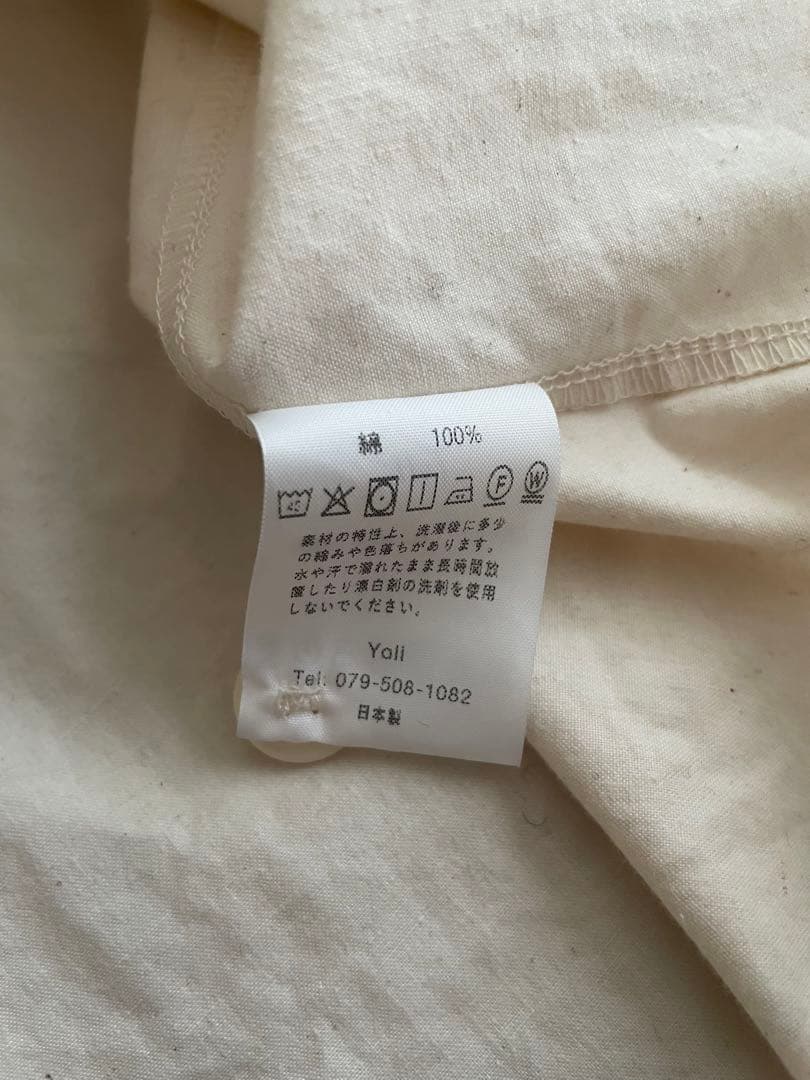 綿 100%
40 F W
素材の特性上、洗濯後に多少
の縮みや色落ちがあります。
水や汗で濡れたまま長時間放
置したり漂白剤の洗剤を使用
しないでください。
Yali
Tel: 079-508-1082
日本製